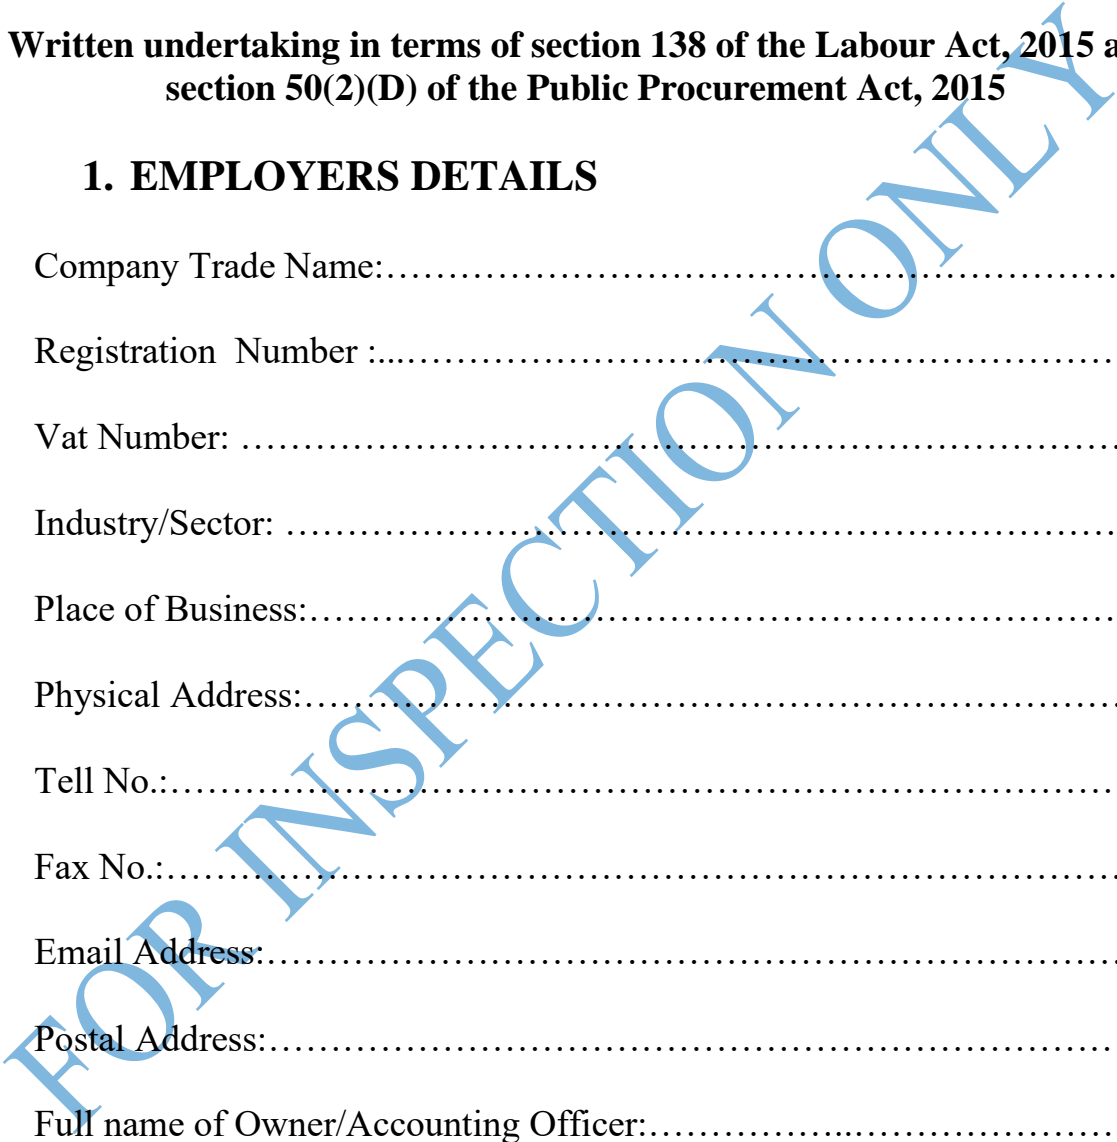 Written undertaking in terms of section 138 of the Labour Act, 2015 a
section 50(2)(D) of the Public Procurement Act, 2015
1. EMPLOYERS DETAILS
Company Trade Name:……………………………………………………………
Registration  Number :...………………………………………………………
Vat Number: ………………………………………………………………………
Industry/Sector: …………………………………………………………………
Place of Business:………………………………………………………………
Physical Address:………………………………………………………………
Tell No.:……………………………………………………………………………
Fax No.:……………………………………………………………………………
Email Address:……………………………………………………………………
Postal Address:……………………………………………………………………
Full name of Owner/Accounting Officer:……………..……………………
FOR INSPECTION ONLY